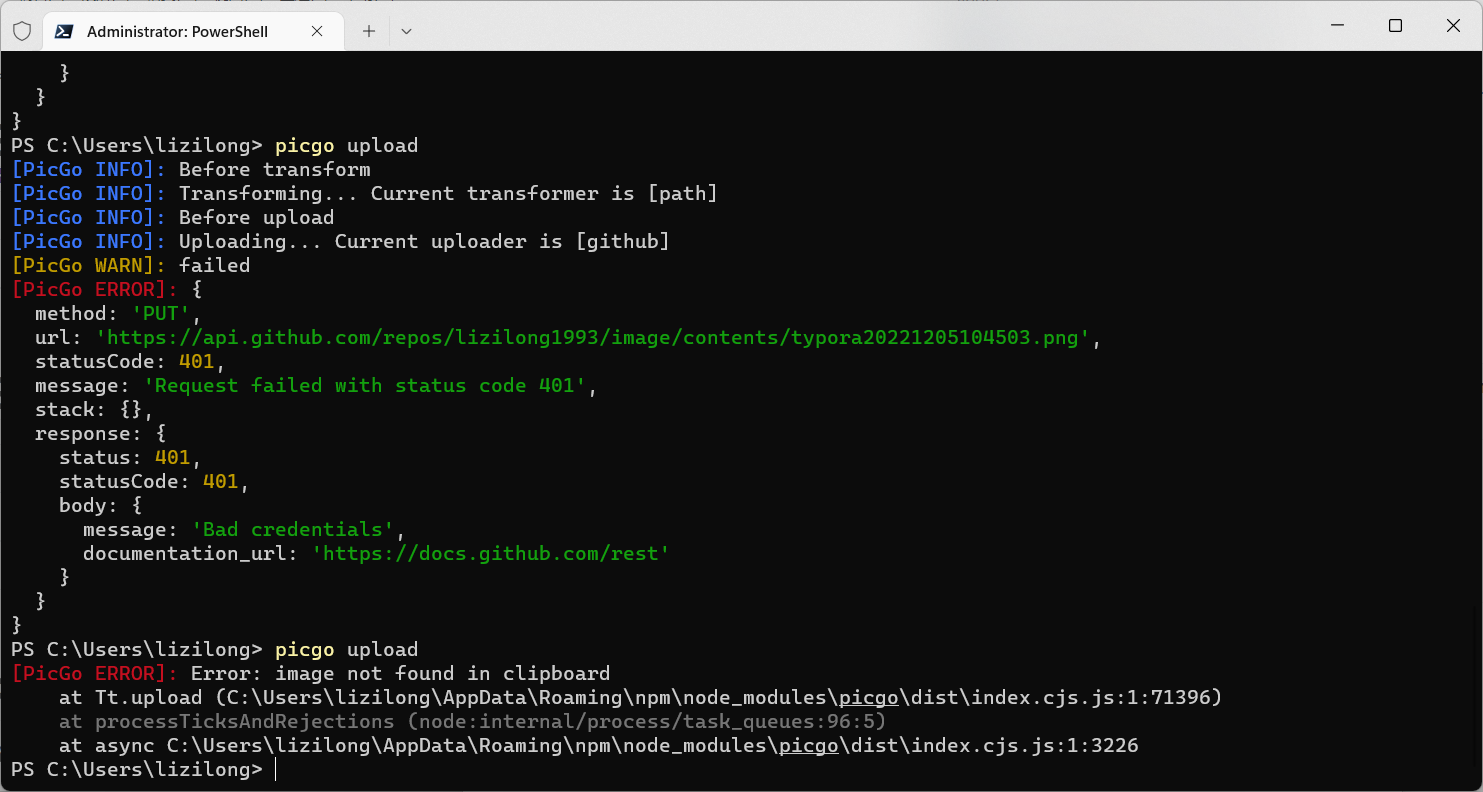 Administrator: PowerShell
    }
  }
}
PS C:\Users\lizilong> picgo upload
[PicGo INFO]: Before transform
[PicGo INFO]: Transforming... Current transformer is [path]
[PicGo INFO]: Before upload
[PicGo INFO]: Uploading... Current uploader is [github]
[PicGo WARN]: failed
[PicGo ERROR]: {
  method: 'PUT',
  url: 'https://api.github.com/repos/lizilong1993/image/contents/typora20221205104503.png',
  statusCode: 401,
  message: 'Request failed with status code 401',
  stack: {},
  response: {
    status: 401,
    statusCode: 401,
    body: {
      message: 'Bad credentials',
      documentation_url: 'https://docs.github.com/rest'
    }
  }
}
PS C:\Users\lizilong> picgo upload
[PicGo ERROR]: Error: image not found in clipboard
    at Tt.upload (C:\Users\lizilong\AppData\Roaming\npm\node_modules\picgo\dist\index.cjs.js:1:71396)
    at processTicksAndRejections (node:internal/process/task_queues:96:5)
    at async C:\Users\lizilong\AppData\Roaming\npm\node_modules\picgo\dist\index.cjs.js:1:3226
PS C:\Users\lizilong>